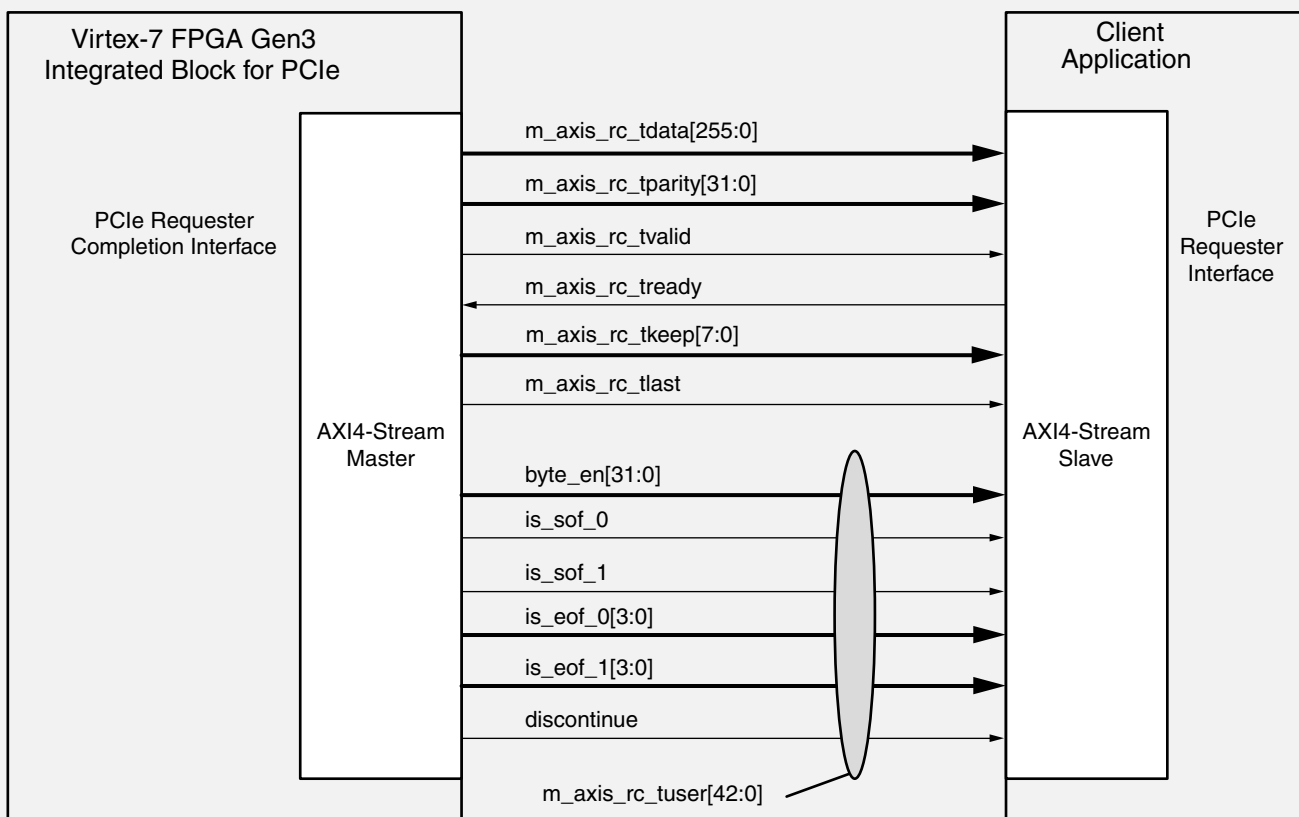 Virtex-7 FPGA Gen3
Integrated Block for PCIe
Client
Application
m_axis_rc_tdata[255:0]
m_axis_rc_tparity[31:0]
PCIe Requester
Completion Interface
m_axis_rc_tvalid
PCIe
Requester
Interface
m_axis_rc_tready
m_axis_rc_tkeep[7:0]
m_axis_rc_tlast
AXI4-Stream
Master
AXI4-Stream
Slave
byte_en[31:0]
is_sof_0
is_sof_1
is_eof_0[3:0]
is_eof_1[3:0]
discontinue
m_axis_rc_tuser[42:0]